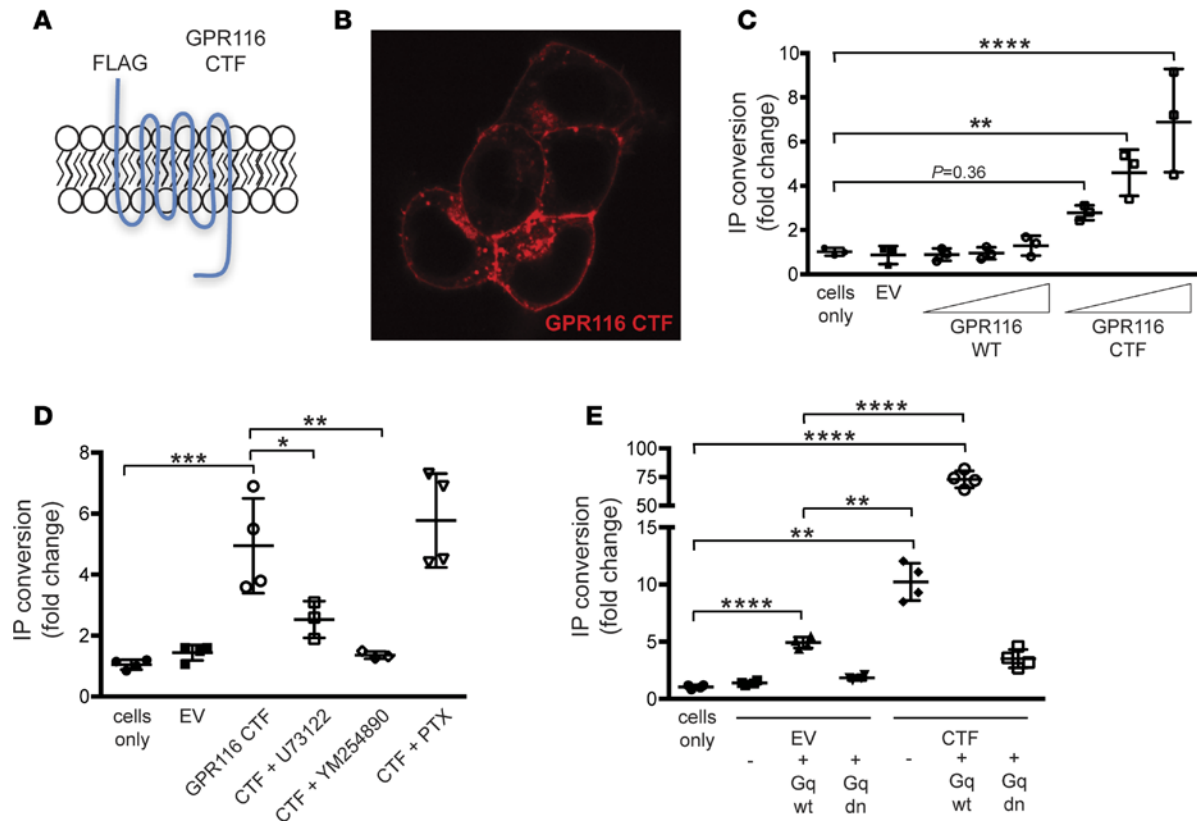 A
FLAG
GPR116
CTF
B
GPR116 CTF
C
IP conversion
(fold change)
10
8
6
4
2
0
****
**
P=0.36
cells
only
EV
GPR116
WT
GPR116
CTF
D
IP conversion
(fold change)
8
6
4
2
0
***
**
*
cells
only
EV
GPR116 CTF
CTF + U73122
CTF + YM254890
CTF + PTX
E
IP conversion
(fold change)
100
75
50
15
10
5
0
****
****
**
**
****
cells
only
EV
CTF
- + + - + +
Gq Gq Gq Gq
wt dn wt dn